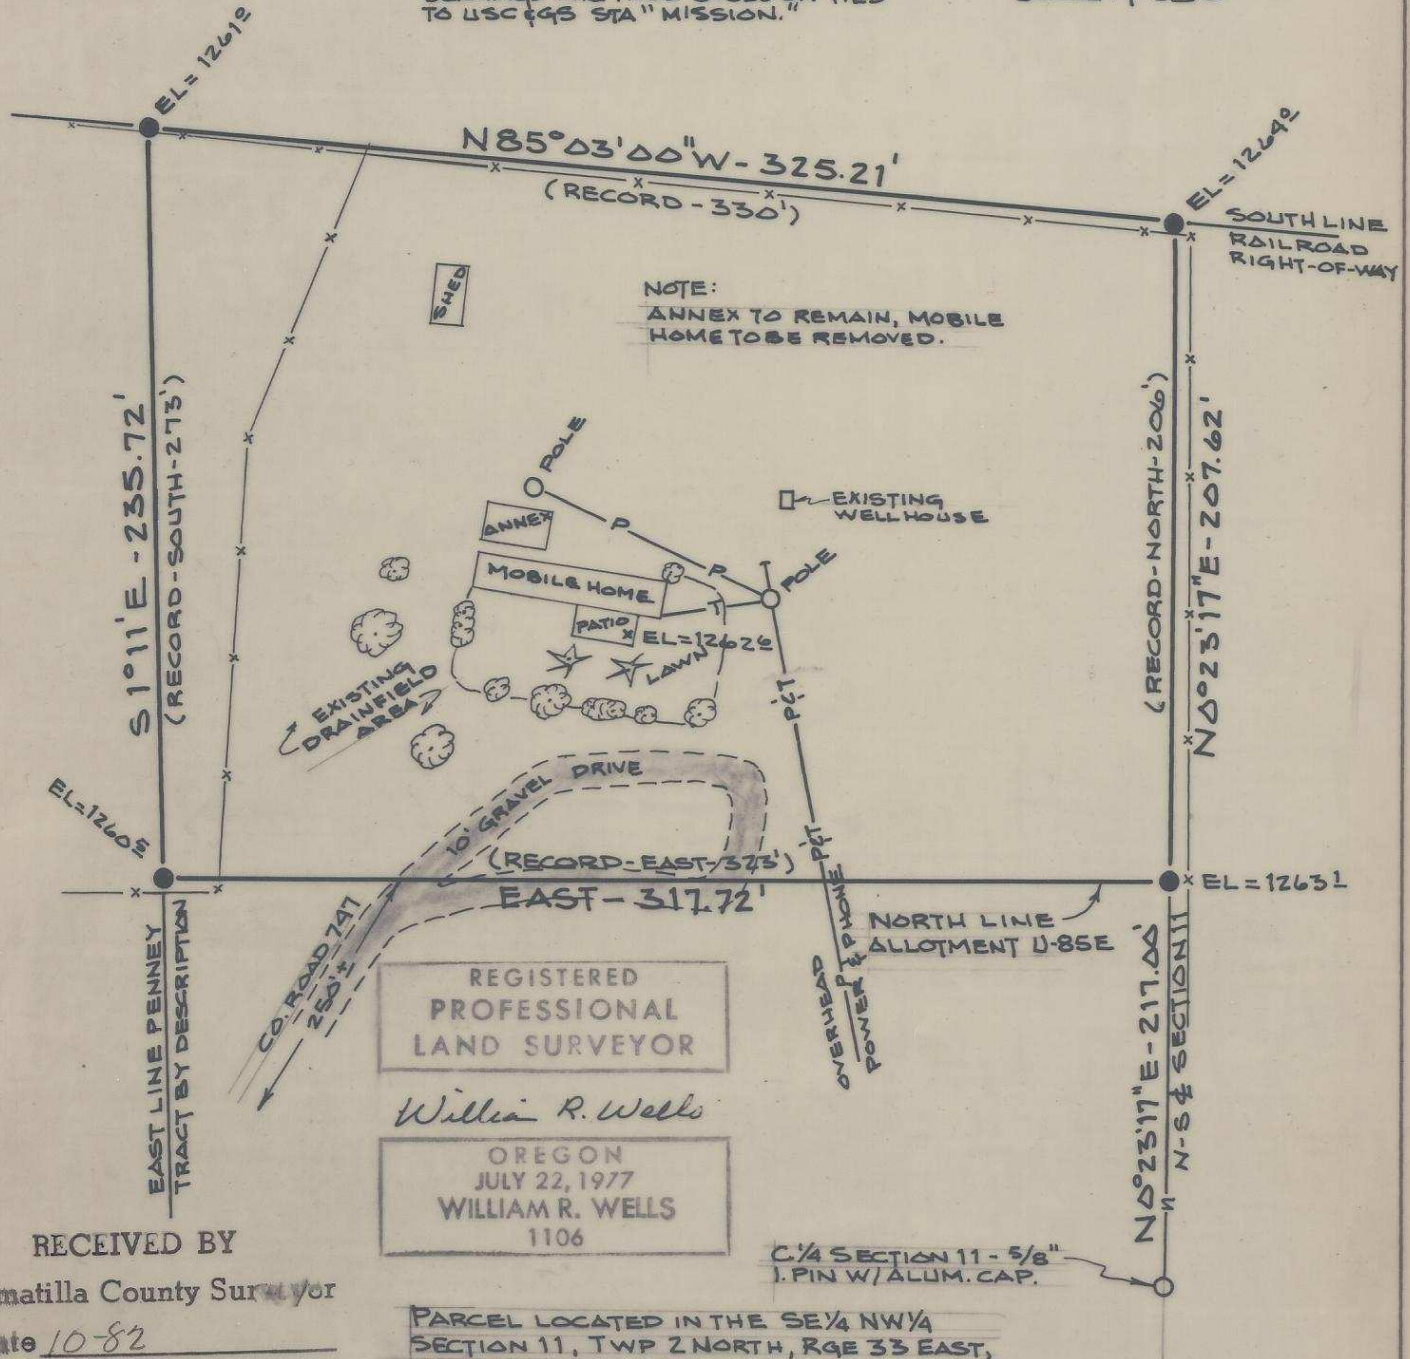 TO USC&GS STA "MISSION."
EL = 1261.0
N85°03'00"W - 325.21'
(RECORD - 330')
EL = 1264.0
SOUTH LINE
RAILROAD
RIGHT-OF-WAY
SHED
NOTE:
ANNEX TO REMAIN, MOBILE
HOME TO BE REMOVED.
S 1°11'E - 235.72'
(RECORD-SOUTH-273')
(RECORD-NORTH-206')
N0°23'17"E - 207.62'
POLE
ANNEX
P
P
EXISTING
WELLHOUSE
POLE
MOBILE HOME
T
PATIO
EL=1262.6
LAWN
EXISTING
DRAINFIELD
AREA
P&T
10' GRAVEL DRIVE
EL=1260.5
P&T
(RECORD-EAST-323')
EAST - 317.72'
EL = 1263.1
NORTH LINE
ALLOTMENT U-85E
P&T
OVERHEAD
POWER & PHONE
CO. ROAD 747
250'±
EAST LINE PENNEY
TRACT BY DESCRIPTION
N0°23'17"E - 217.00'
N-S ¢ SECTION 11
REGISTERED
PROFESSIONAL
LAND SURVEYOR
William R. Wells
OREGON
JULY 22, 1977
WILLIAM R. WELLS
1106
RECEIVED BY
matilla County Surveyor
ate 10-82
C.1/4 SECTION 11 - 5/8"
I. PIN W/ ALUM. CAP.
PARCEL LOCATED IN THE SE1/4 NW1/4
SECTION 11, TWP 2 NORTH, RGE 33 EAST,